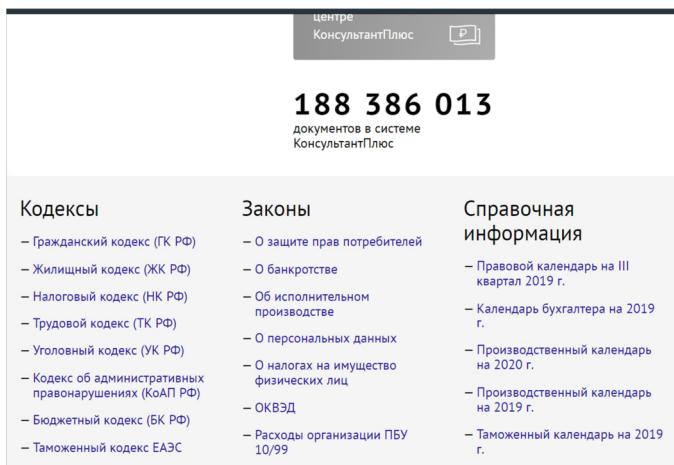 центре
КонсультантПлюс
188 386 013
документов в системе
КонсультантПлюс
Кодексы
— Гражданский кодекс (ГК РФ)
— Жилищный кодекс (ЖК РФ)
— Налоговый кодекс (НК РФ)
— Трудовой кодекс (ТК РФ)
— Уголовный кодекс (УК РФ)
— Кодекс об административных
правонарушениях (КоАП РФ)
— Бюджетный кодекс (БК РФ)
— Таможенный кодекс ЕАЭС
Законы
— О защите прав потребителей
— О банкротстве
— Об исполнительном
производстве
— О персональных данных
— О налогах на имущество
физических лиц
— ОКВЭД
— Расходы организации ПБУ
10/99
Справочная
информация
— Правовой календарь на III
квартал 2019 г.
— Календарь бухгалтера на 2019
г.
— Производственный календарь
на 2020 г.
— Производственный календарь
на 2019 г.
— Таможенный календарь на 2019
г.